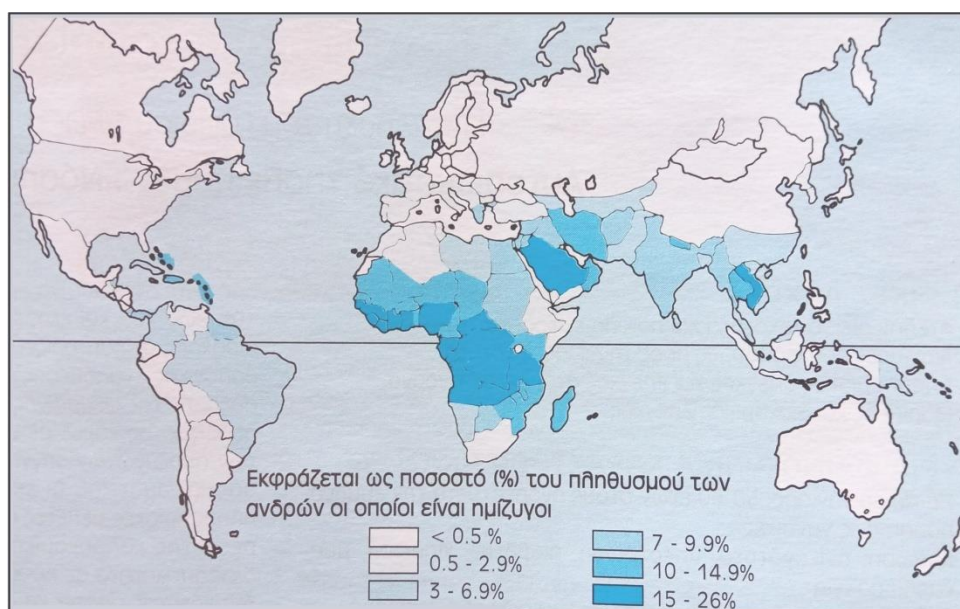 Εκφράζεται ως ποσοστό (%) του πληθυσμού των
ανδρών οι οποίοι είναι ημίζυγοι
< 0.5 %
0.5 - 2.9%
3 - 6.9%
7 - 9.9%
10 - 14.9%
15 - 26%